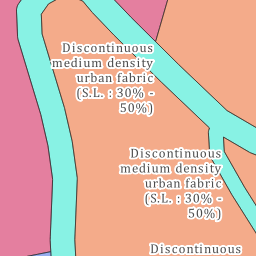 Discontinuous
medium density
urban fabric
(S.L. : 30% -
50%)
Discontinuous
medium density
urban fabric
(S.L. : 30% -
50%)
Discontinuous